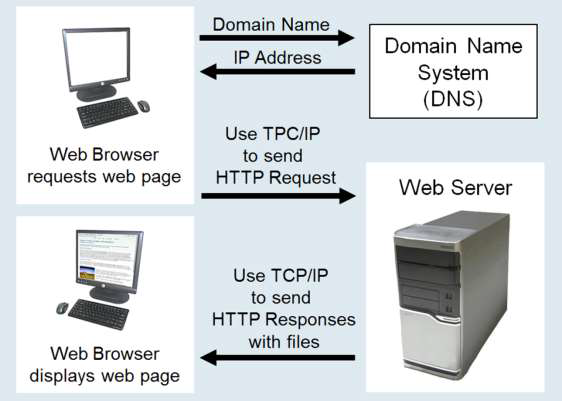 Domain Name
IP Address
Domain Name
System
(DNS)
Web Browser
requests web page
Use TPC/IP
to send
HTTP Request
Web Server
Use TCP/IP
to send
HTTP Responses
with files
Web Browser
displays web page